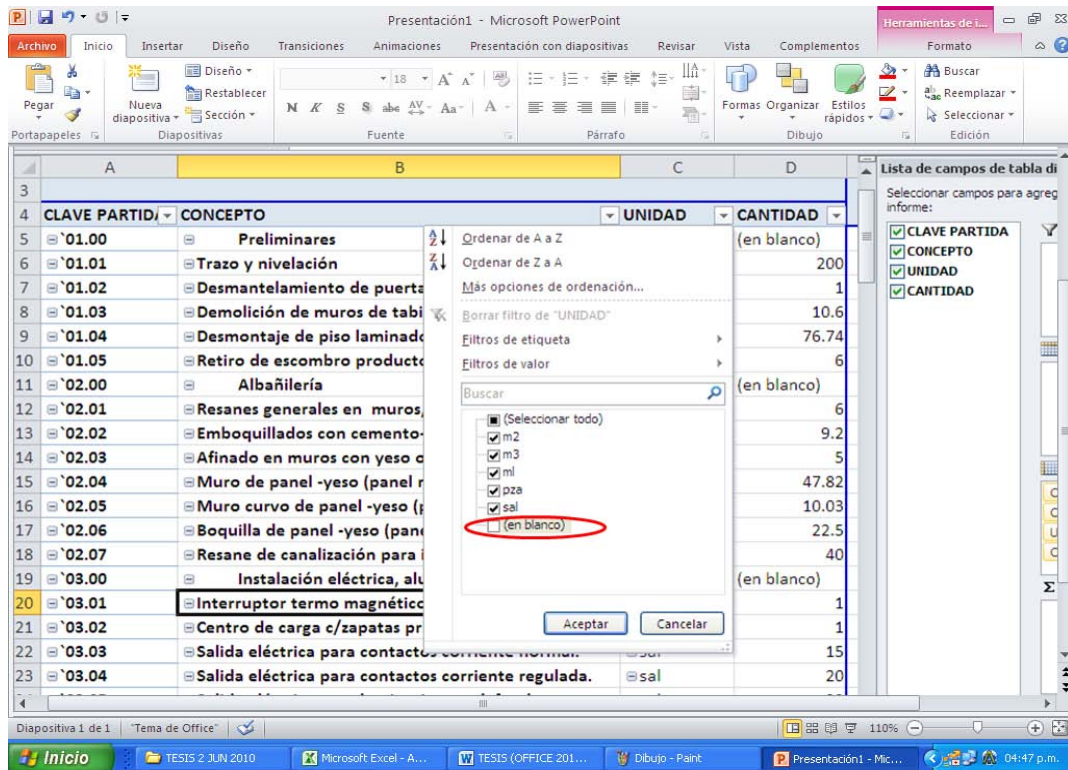 Presentación1 - Microsoft PowerPoint
Herramientas de i...
Archivo Inicio Insertar Diseño Transiciones Animaciones Presentación con diapositivas Revisar Vista Complementos Formato
Pegar
Nueva diapositiva
Diseño
Restablecer
Sección
18
N K S S abc AV Aa A
Formas Organizar Estilos rápidos
Buscar
Reemplazar
Seleccionar
Portapapeles Diapositivas Fuente Párrafo Dibujo Edición
A B C D
3
4 CLAVE PARTIDA CONCEPTO UNIDAD CANTIDAD
5 `01.00 Preliminares (en blanco)
6 `01.01 Trazo y nivelación 200
7 `01.02 Desmantelamiento de puerta 1
8 `01.03 Demolición de muros de tabi 10.6
9 `01.04 Desmontaje de piso laminado 76.74
10 `01.05 Retiro de escombro producto 6
11 `02.00 Albañilería (en blanco)
12 `02.01 Resanes generales en muros, 6
13 `02.02 Emboquillados con cemento- 9.2
14 `02.03 Afinado en muros con yeso 5
15 `02.04 Muro de panel -yeso (panel 47.82
16 `02.05 Muro curvo de panel -yeso 10.03
17 `02.06 Boquilla de panel -yeso (pane 22.5
18 `02.07 Resane de canalización para 40
19 `03.00 Instalación eléctrica, alu (en blanco)
20 `03.01 Interruptor termo magnético 1
21 `03.02 Centro de carga c/zapatas pr 1
22 `03.03 Salida eléctrica para contactos corriente normal. sal 15
23 `03.04 Salida eléctrica para contactos corriente regulada. sal 20
Ordenar de A a Z
Ordenar de Z a A
Más opciones de ordenación...
Borrar filtro de "UNIDAD"
Filtros de etiqueta
Filtros de valor
Buscar
(Seleccionar todo)
m2
m3
ml
pza
sal
(en blanco)
Aceptar Cancelar
Lista de campos de tabla di
Seleccionar campos para agreg
informe:
CLAVE PARTIDA
CONCEPTO
UNIDAD
CANTIDAD
Σ
Diapositiva 1 de 1 "Tema de Office" 110%
Inicio TESIS 2 JUN 2010 Microsoft Excel - A... TESIS (OFFICE 201... Dibujo - Paint Presentación1 - Mic... 04:47 p.m.